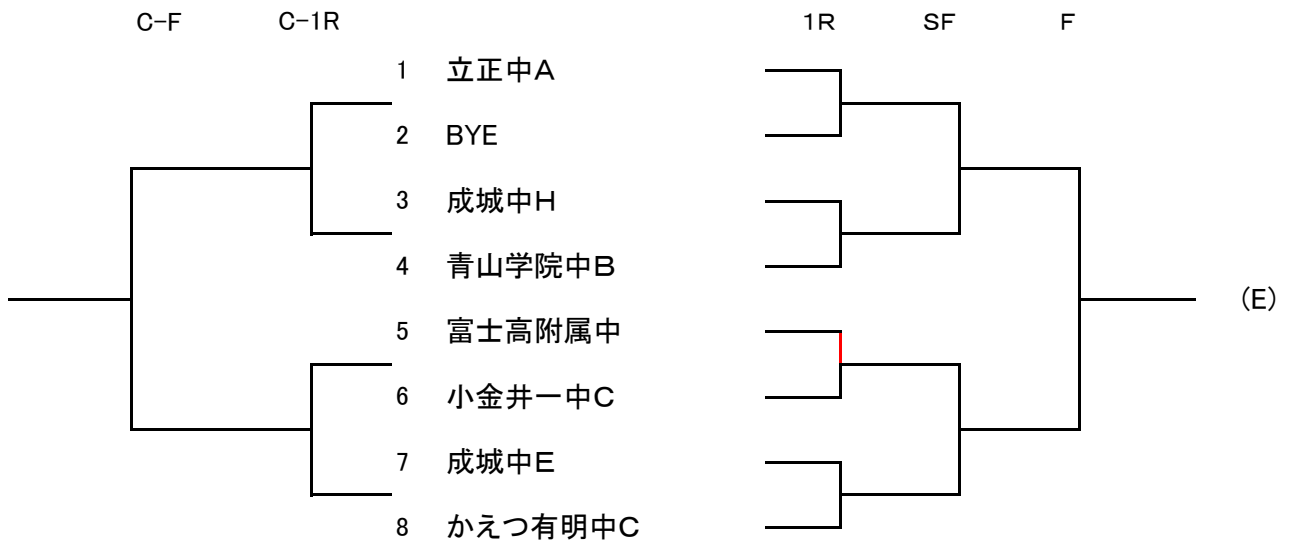 C-F C-1R 1R SF F
1 立正中A
2 BYE
3 成城中H
4 青山学院中B
(E)
5 富士高附属中
6 小金井一中C
7 成城中E
8 かえつ有明中C